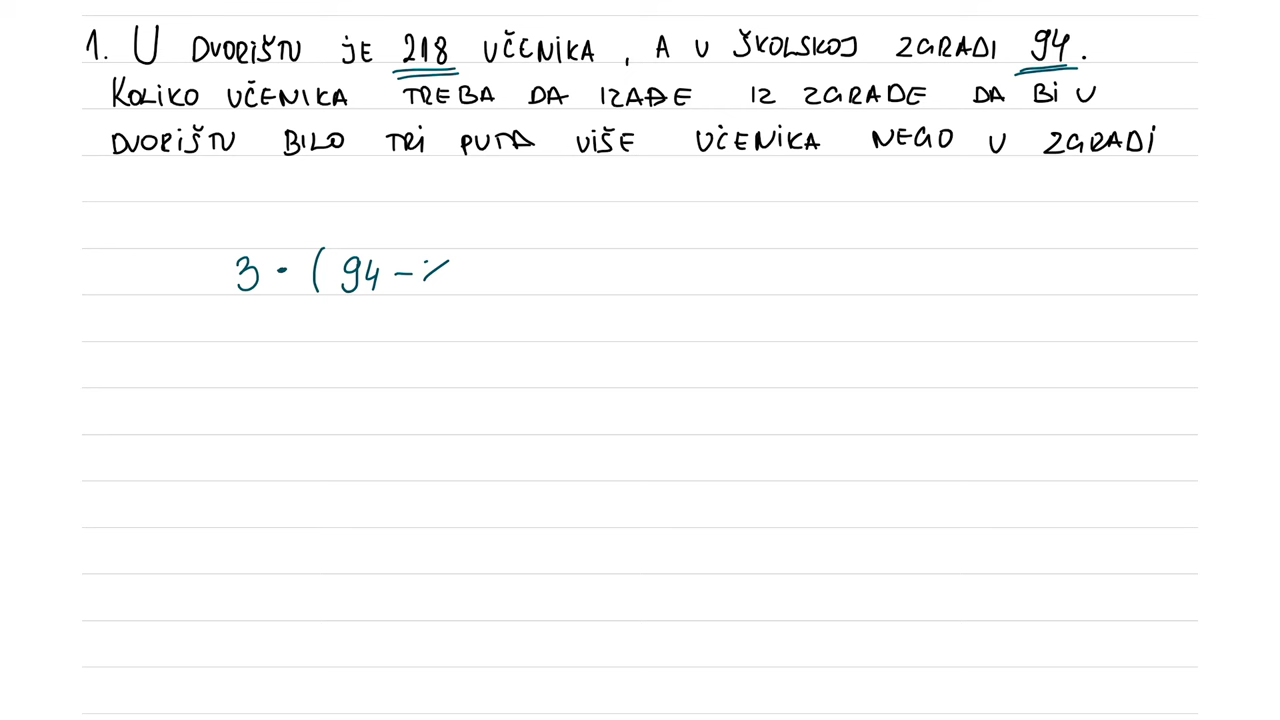 1. U DVORIŠTU JE 218 UČENIKA, A U ŠKOLSKOJ ZGRADI 94.
KOLIKO UČENIKA TREBA DA IZAĐE IZ ZGRADE DA BI U
DVORIŠTU BILO TRI PUTA VIŠE UČENIKA NEGO U ZGRADI
3 · ( 94 -